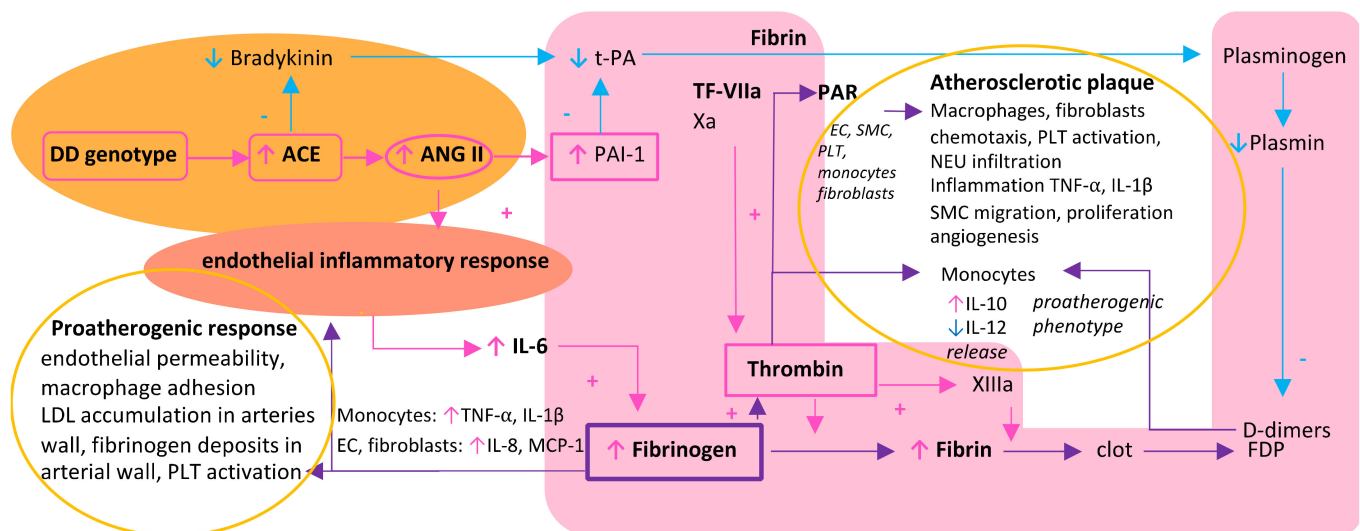 Fibrin
↓ Bradykinin
↓ t-PA
Plasminogen
-
-
TF-VIIa
Xa
PAR
EC, SMC,
PLT,
monocytes
fibroblasts
Atherosclerotic plaque
Macrophages, fibroblasts
chemotaxis, PLT activation,
NEU infiltration
Inflammation TNF-α, IL-1β
SMC migration, proliferation
angiogenesis
↓ Plasmin
DD genotype
↑ ACE
↑ ANG II
↑ PAI-1
+
+
endothelial inflammatory response
Monocytes
↑ IL-10
↓ IL-12
release
proatherogenic
phenotype
Proatherogenic response
endothelial permeability,
macrophage adhesion
LDL accumulation in arteries
wall, fibrinogen deposits in
arterial wall, PLT activation
↑ IL-6
+
Thrombin
XIIIa
-
Monocytes: ↑TNF-α, IL-1β
EC, fibroblasts: ↑IL-8, MCP-1
+
+
↑ Fibrinogen
↑ Fibrin
clot
D-dimers
FDP